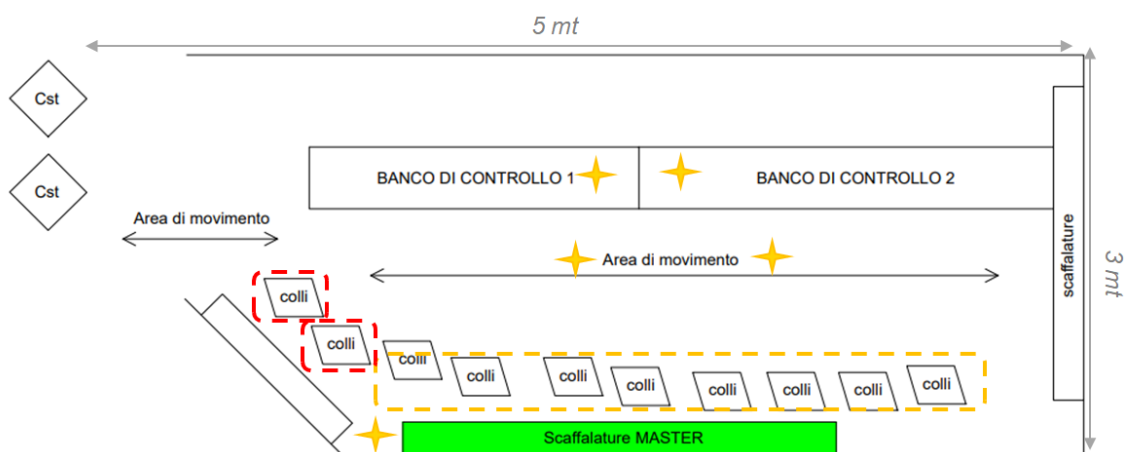 5 mt
Cst
BANCO DI CONTROLLO 1
BANCO DI CONTROLLO 2
Cst
Area di movimento
scaffalature
3 mt
Area di movimento
colli
colli
colli
colli
colli
colli
colli
colli
colli
colli
Scaffalature MASTER